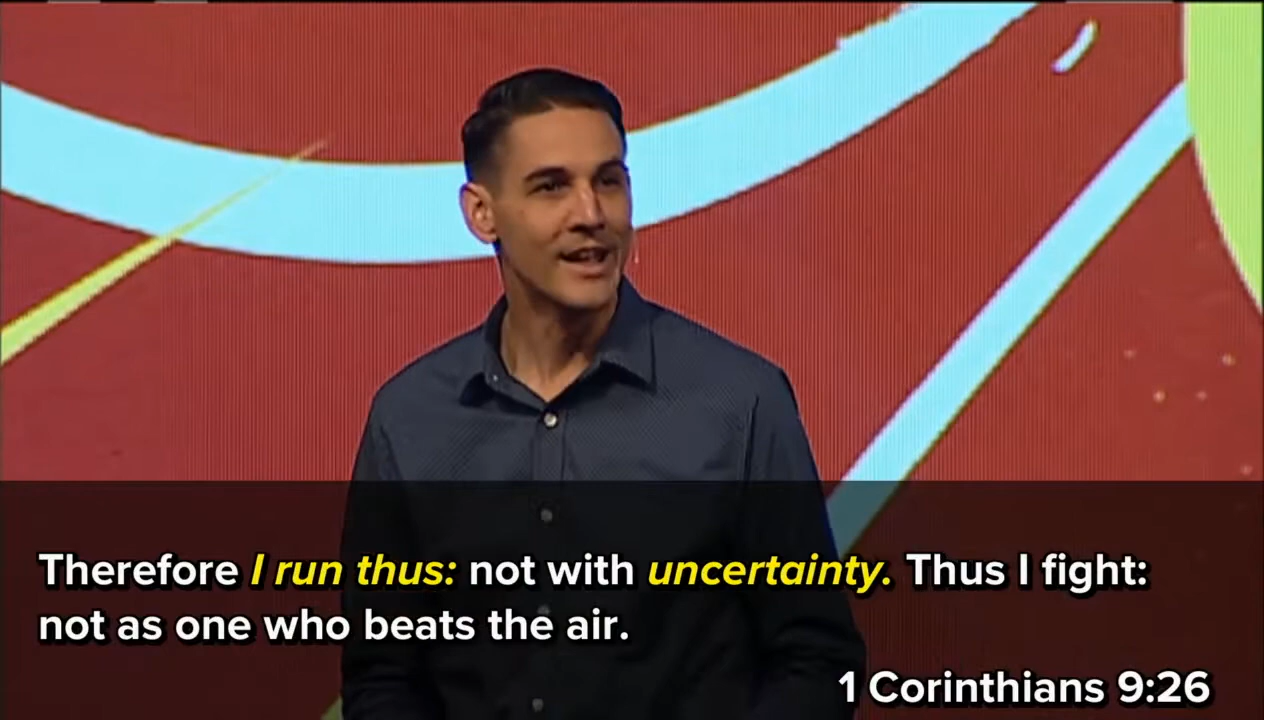 Therefore I run thus: not with uncertainty. Thus I fight:
not as one who beats the air.
1 Corinthians 9:26